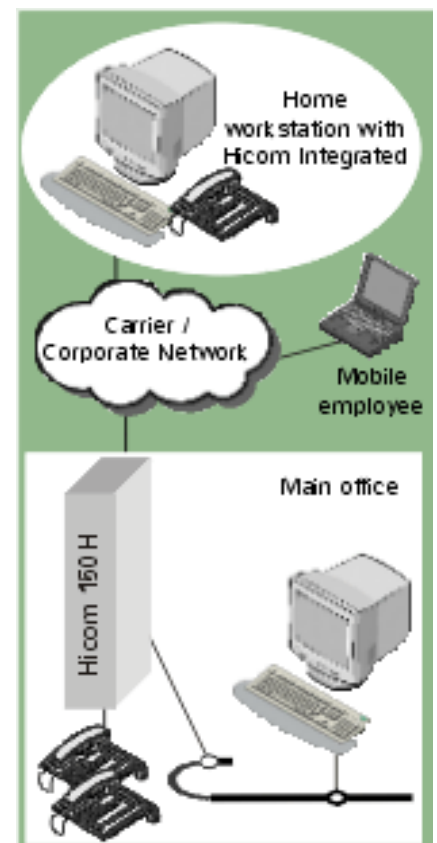 Home
workstation with
Hicom Integrated
Carrier /
Corporate Network
Mobile
employee
Main office
Hicom 150 H